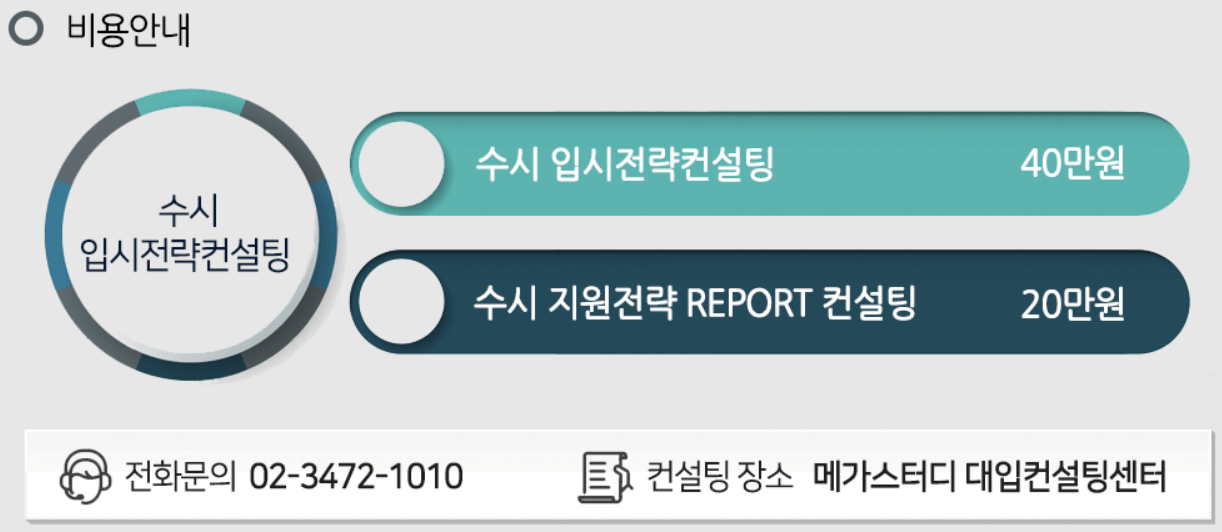 비용안내
수시
입시전략컨설팅
수시 입시전략컨설팅 40만원
수시 지원전략 REPORT 컨설팅 20만원
전화문의 02-3472-1010 컨설팅 장소 메가스터디 대입컨설팅센터